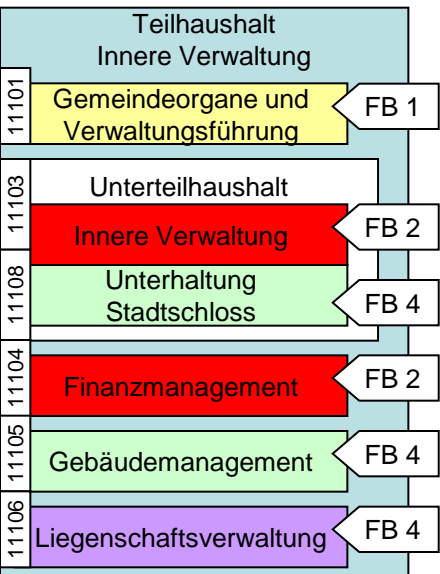 Teilhaushalt
Innere Verwaltung
11101
Gemeindeorgane und
Verwaltungsführung
FB 1
11103
Unterteilhaushalt
Innere Verwaltung
FB 2
11108
Unterhaltung
Stadtschloss
FB 4
11104
Finanzmanagement
FB 2
11105
Gebäudemanagement
FB 4
11106
Liegenschaftsverwaltung
FB 4